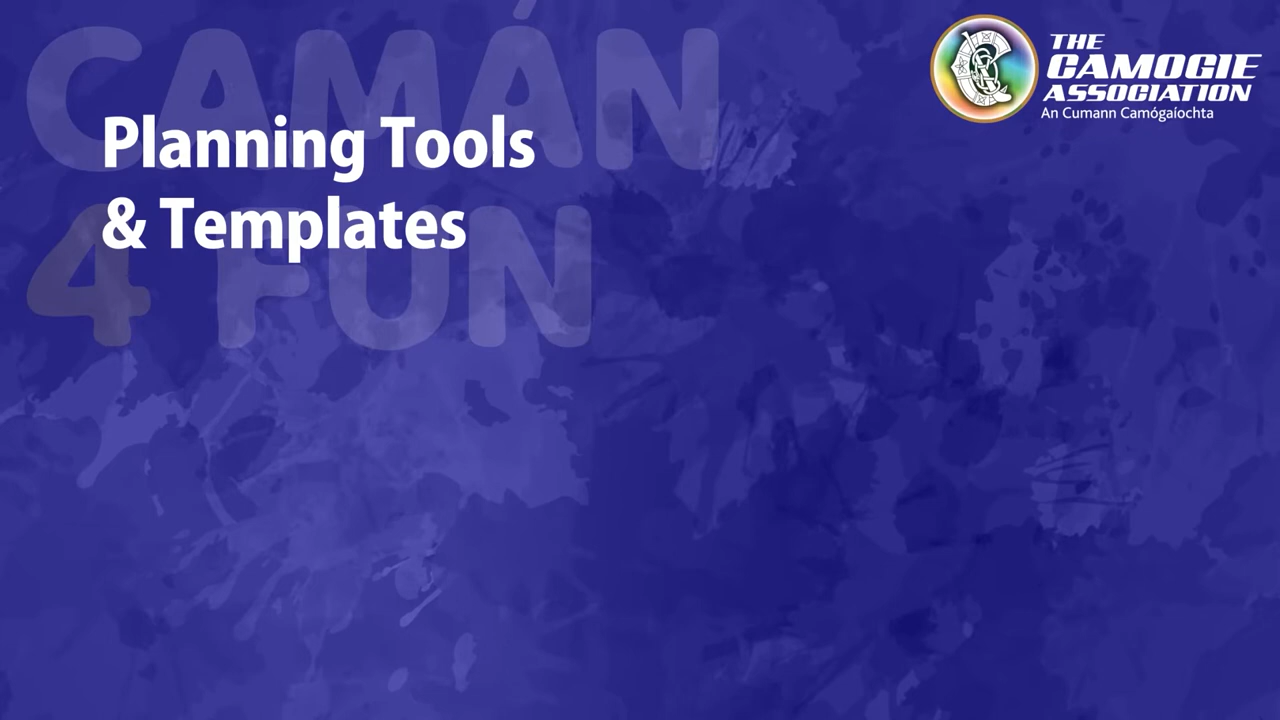 CAMÁN
4 FUN
Planning Tools
& Templates
THE
CAMOGIE
ASSOCIATION
An Cumann Camógaíochta